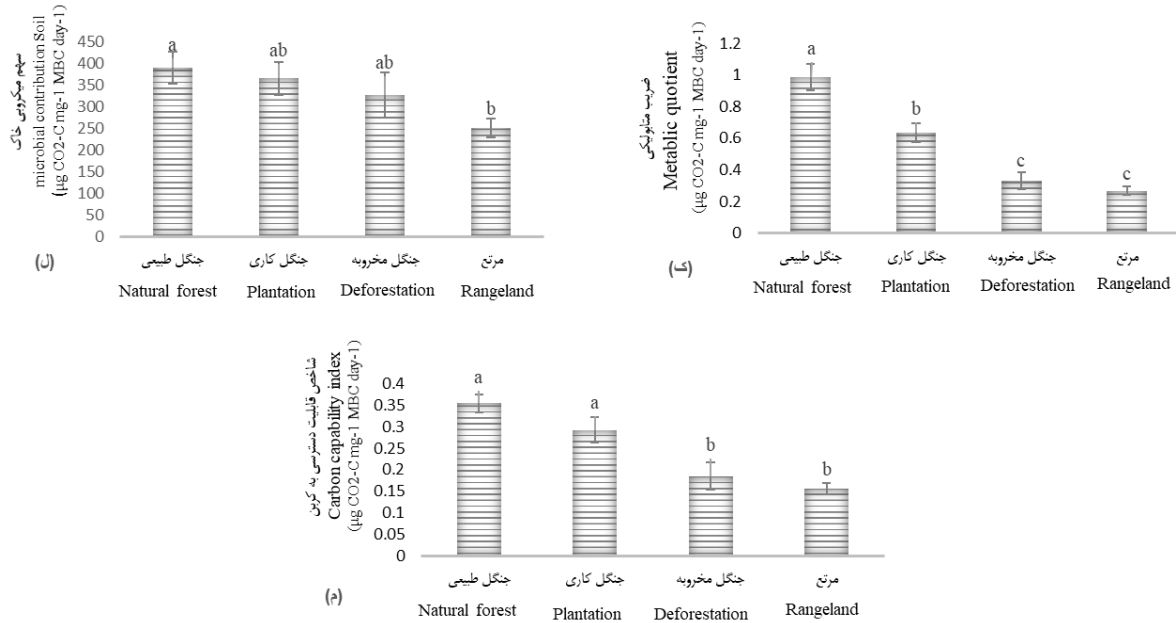 سهم میکروبی خاک
microbial contribution Soil
(µg CO2-C mg-1 MBC day-1)
450
400
350
300
250
200
150
100
50
0
a
ab
ab
b
جنگل طبیعی
جنگل کاری
جنگل مخروبه
مرتع
Natural forest
Plantation
Deforestation
Rangeland
(ل)
ضریب متابولیکی
Metablic quotient
(µg CO2-C mg-1 MBC day-1)
1.2
1
0.8
0.6
0.4
0.2
0
a
b
c
c
جنگل طبیعی
جنگل کاری
جنگل مخروبه
مرتع
Natural forest
Plantation
Deforestation
Rangeland
(ک)
شاخص قابلیت دسترسی به کربن
Carbon capability index
(µg CO2-C mg-1 MBC day-1)
0.4
0.35
0.3
0.25
0.2
0.15
0.1
0.05
0
a
a
b
b
جنگل طبیعی
جنگل کاری
جنگل مخروبه
مرتع
Natural forest
Plantation
Deforestation
Rangeland
(م)